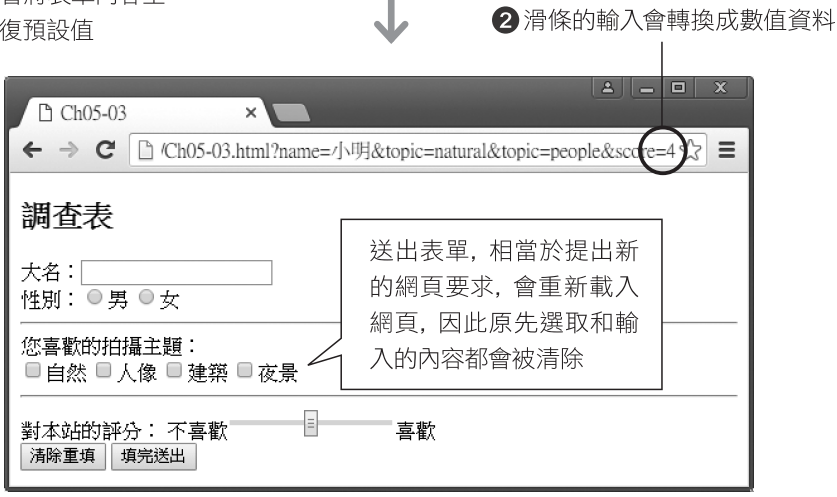 復預設值
❷滑條的輸入會轉換成數值資料
Ch05-03
/Ch05-03.html?name=小明&topic=natural&topic=people&score=4
調查表
大名：
性別： 男 女
送出表單, 相當於提出新
的網頁要求, 會重新載入
網頁, 因此原先選取和輸
入的內容都會被清除
您喜歡的拍攝主題：
自然 人像 建築 夜景
對本站的評分： 不喜歡 喜歡
清除重填 填完送出